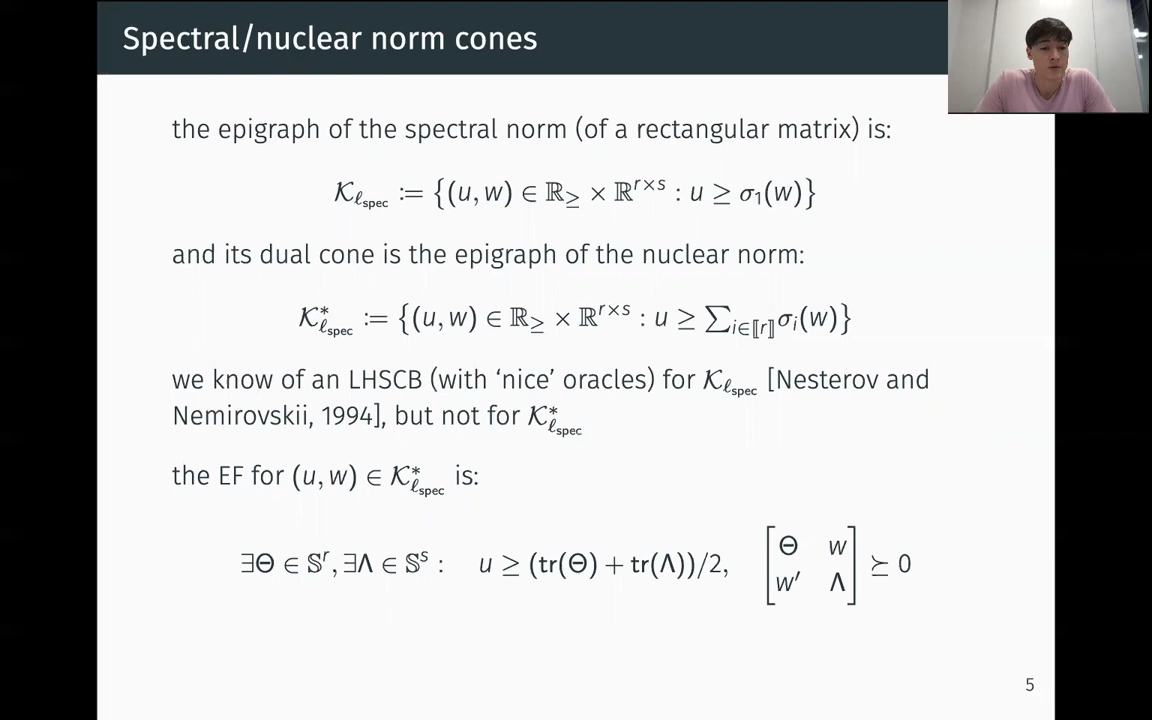 Spectral/nuclear norm cones
the epigraph of the spectral norm (of a rectangular matrix) is:
𝒦_{ℓ_spec} := {(u, w) ∈ ℝ_≥ × ℝ^{r×s} : u ≥ σ₁(w)}
and its dual cone is the epigraph of the nuclear norm:
𝒦*_{ℓ_spec} := {(u, w) ∈ ℝ_≥ × ℝ^{r×s} : u ≥ ∑_{i∈⟦r⟧} σ_i(w)}
we know of an LHSCB (with ‘nice’ oracles) for 𝒦_{ℓ_spec} [Nesterov and
Nemirovskii, 1994], but not for 𝒦*_{ℓ_spec}
the EF for (u, w) ∈ 𝒦*_{ℓ_spec} is:
∃Θ ∈ 𝕊^r, ∃Λ ∈ 𝕊^s : u ≥ (tr(Θ) + tr(Λ))/2, [Θ w; w′ Λ] ⪰ 0
5